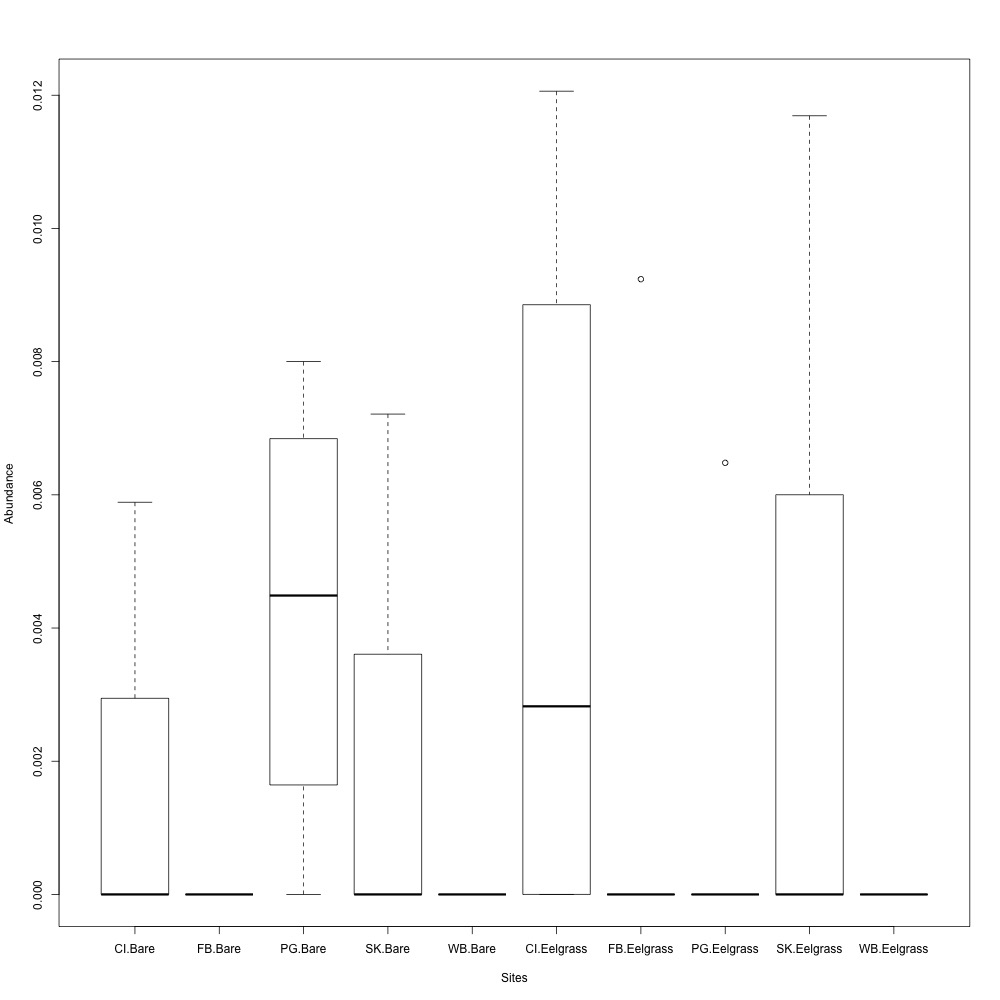 Abundance
0.012
0.010
0.008
0.006
0.004
0.002
0.000
CI.Bare FB.Bare PG.Bare SK.Bare WB.Bare CI.Eelgrass FB.Eelgrass PG.Eelgrass SK.Eelgrass WB.Eelgrass
Sites